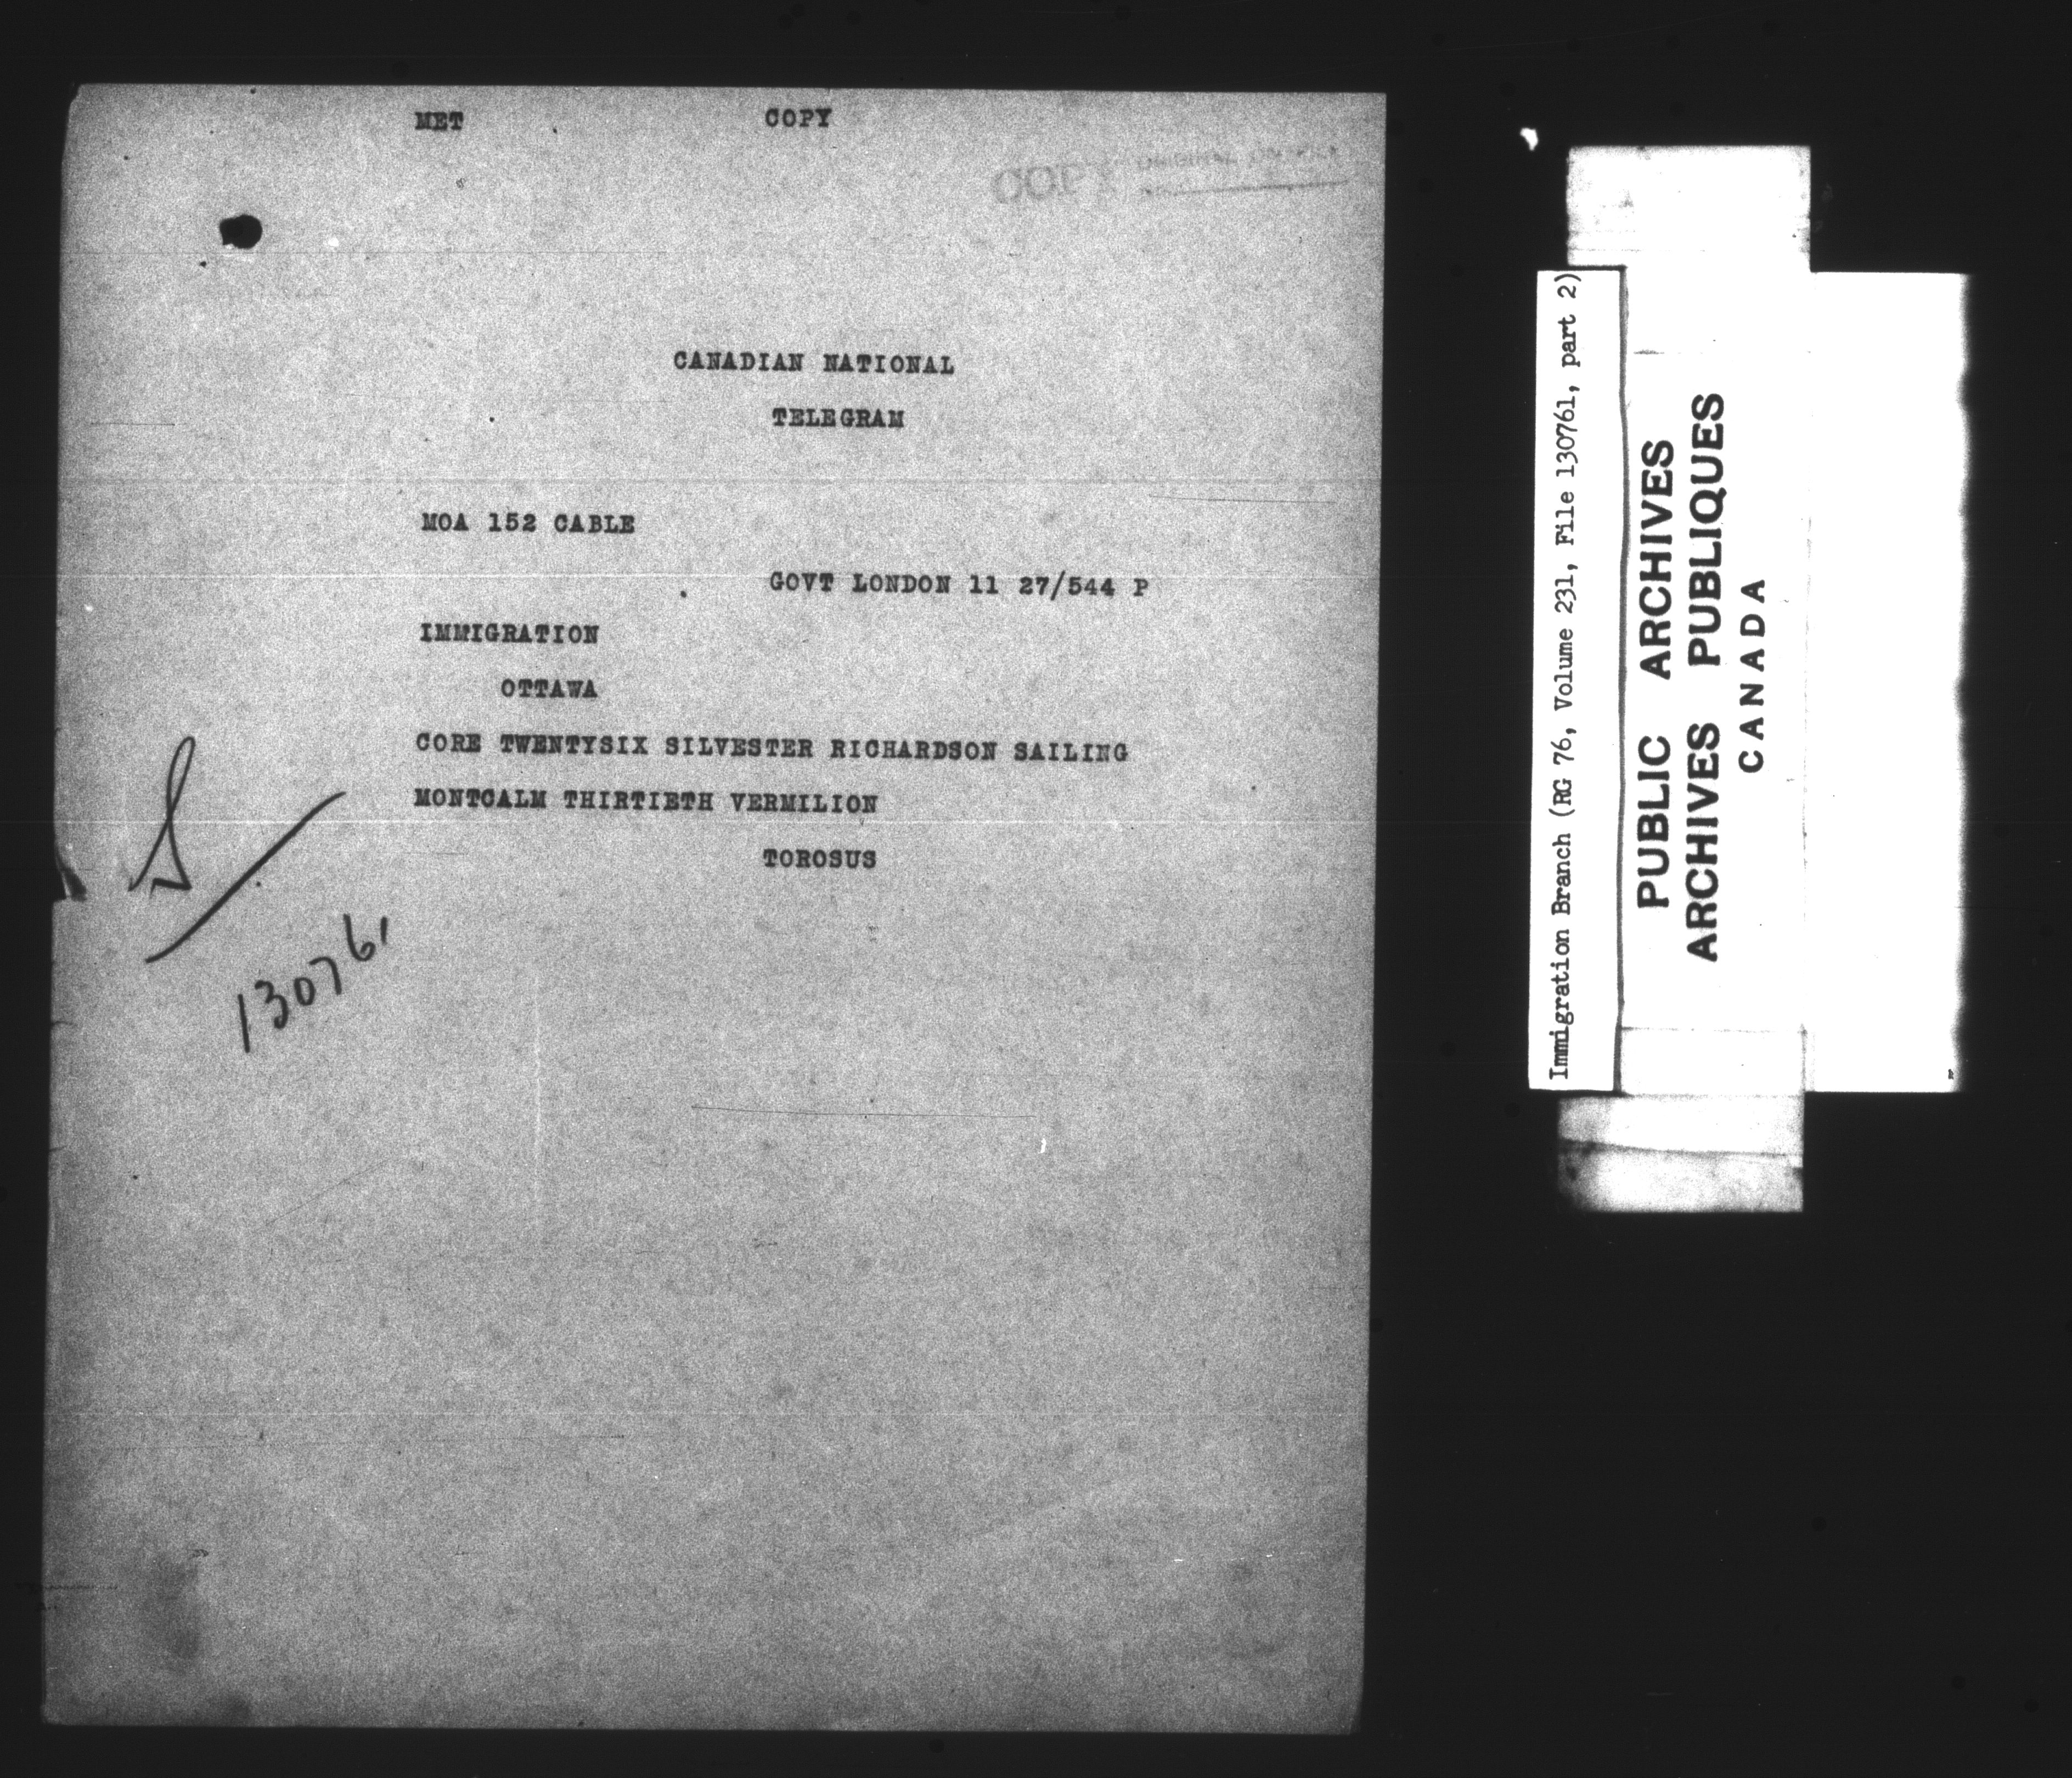 MET COPY
CANADIAN NATIONAL
TELEGRAM
MOA 152 CABLE
GOVT LONDON 11 27/544 P
IMMIGRATION
OTTAWA
CORE TWENTYSIX SILVESTER RICHARDSON SAILING
MONTCALM THIRTIETH VERMILION
TOROSUS
130761
Immigration Branch (RG 76, Volume 231, File 130761, part 2)
PUBLIC ARCHIVES
ARCHIVES PUBLIQUES
CANADA